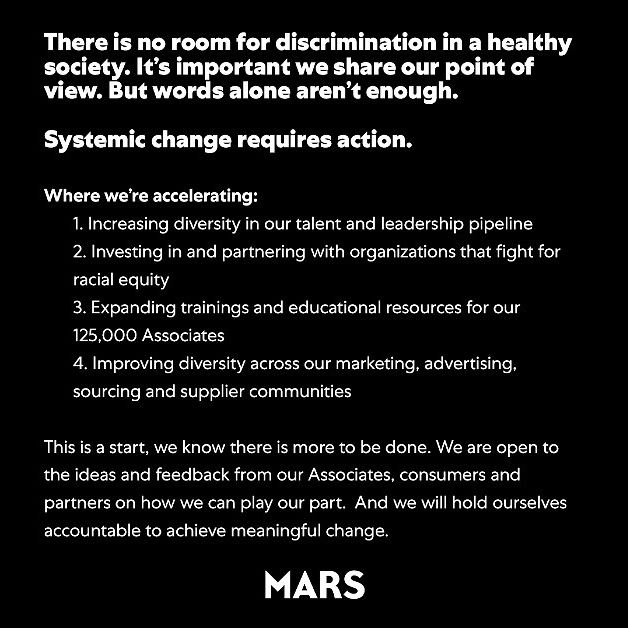 There is no room for discrimination in a healthy
society. It's important we share our point of
view. But words alone aren't enough.
Systemic change requires action.
Where we're accelerating:
1. Increasing diversity in our talent and leadership pipeline
2. Investing in and partnering with organizations that fight for
racial equity
3. Expanding trainings and educational resources for our
125,000 Associates
4. Improving diversity across our marketing, advertising,
sourcing and supplier communities
This is a start, we know there is more to be done. We are open to
the ideas and feedback from our Associates, consumers and
partners on how we can play our part. And we will hold ourselves
accountable to achieve meaningful change.
MARS